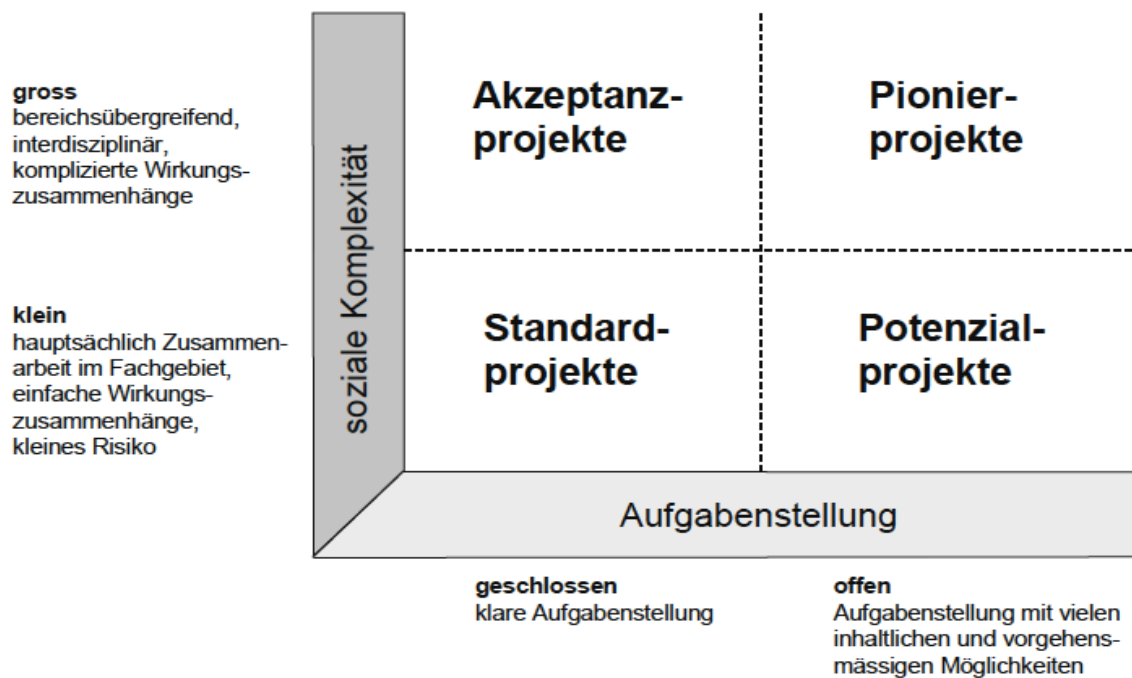 gross
bereichsübergreifend,
interdisziplinär,
komplizierte Wirkungs-
zusammenhänge
klein
hauptsächlich Zusammen-
arbeit im Fachgebiet,
einfache Wirkungs-
zusammenhänge,
kleines Risiko
soziale Komplexität
Akzeptanz-
projekte
Pionier-
projekte
Standard-
projekte
Potenzial-
projekte
Aufgabenstellung
geschlossen
klare Aufgabenstellung
offen
Aufgabenstellung mit vielen
inhaltlichen und vorgehens-
mässigen Möglichkeiten